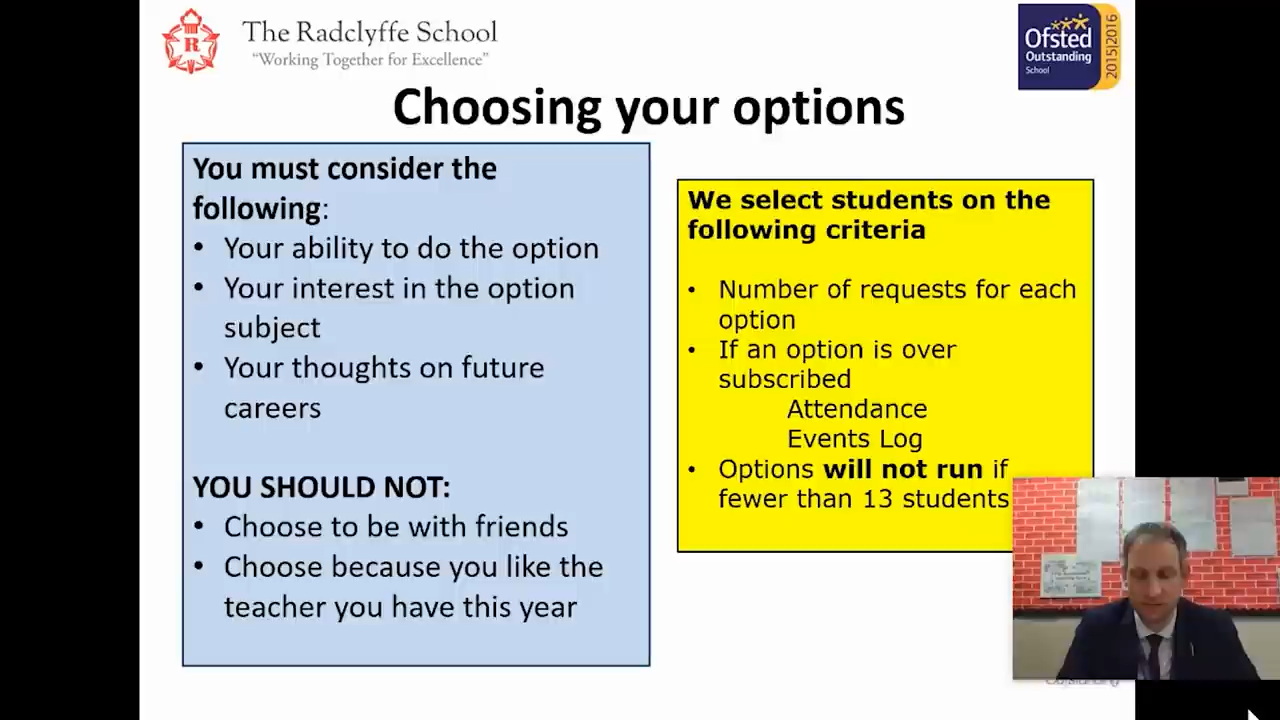 The Radclyffe School
“Working Together for Excellence”
R
Ofsted
Outstanding
School
2015|2016
Choosing your options
You must consider the
following:
• Your ability to do the option
• Your interest in the option
subject
• Your thoughts on future
careers
YOU SHOULD NOT:
• Choose to be with friends
• Choose because you like the
teacher you have this year
We select students on the
following criteria
• Number of requests for each
option
• If an option is over
subscribed
Attendance
Events Log
• Options will not run if
fewer than 13 students